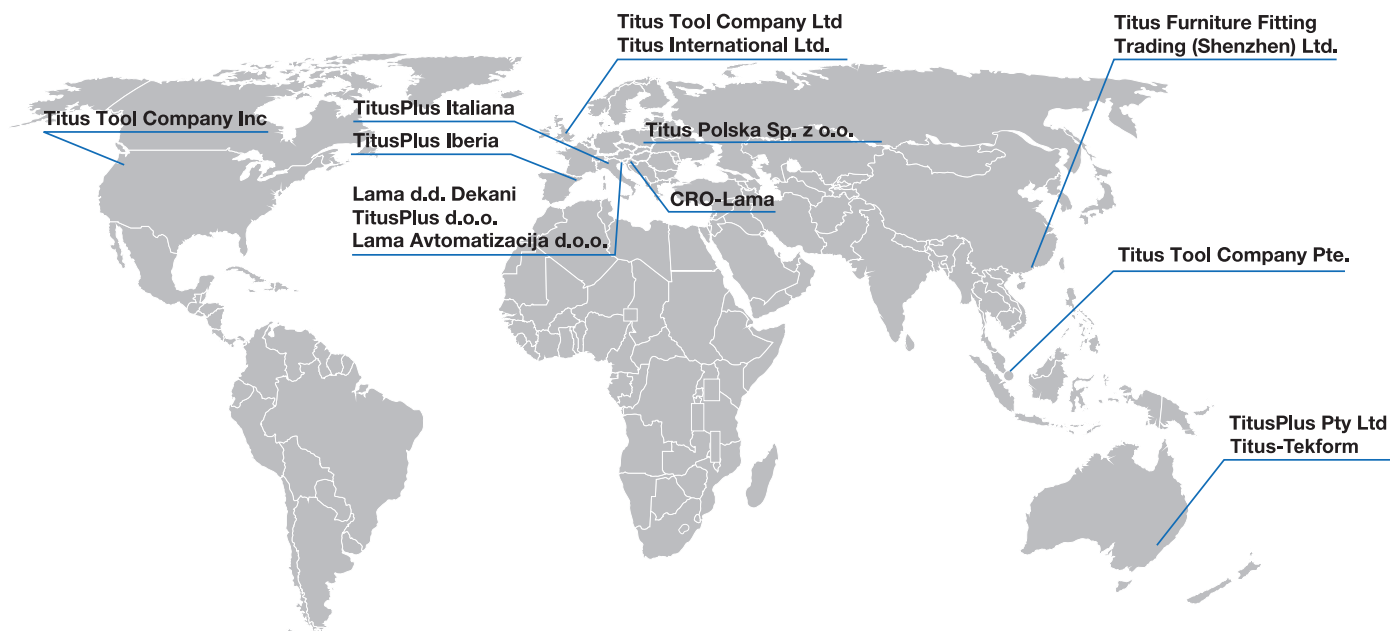 Titus Tool Company Ltd
Titus International Ltd.
Titus Furniture Fitting
Trading (Shenzhen) Ltd.
Titus Tool Company Inc
TitusPlus Italiana
TitusPlus Iberia
Titus Polska Sp. z o.o.
Lama d.d. Dekani
TitusPlus d.o.o.
Lama Avtomatizacija d.o.o.
CRO-Lama
Titus Tool Company Pte.
TitusPlus Pty Ltd
Titus-Tekform